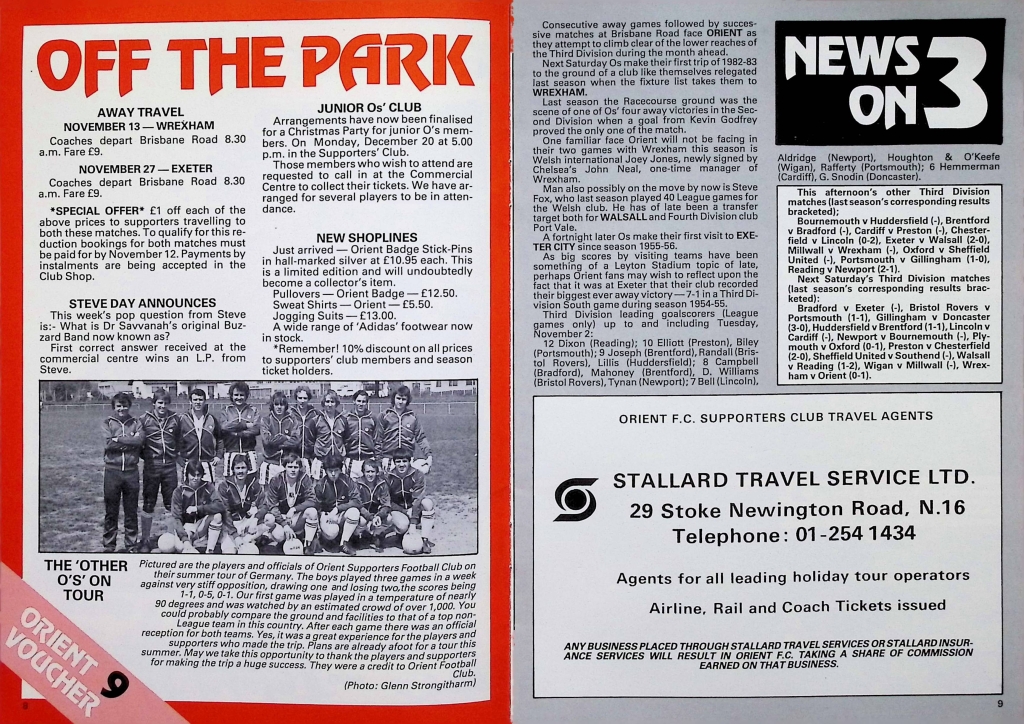 OFF THE PARK
AWAY TRAVEL
NOVEMBER 13 — WREXHAM
Coaches depart Brisbane Road 8.30
a.m. Fare £9.
NOVEMBER 27 — EXETER
Coaches depart Brisbane Road 8.30
a.m. Fare £9.
*SPECIAL OFFER* £1 off each of the
above prices to supporters travelling to
both these matches. To qualify for this re-
duction bookings for both matches must
be paid for by November 12. Payments by
instalments are being accepted in the
Club Shop.
STEVE DAY ANNOUNCES
This week's pop question from Steve
is:- What is Dr Savvanah's original Buz-
zard Band now known as?
First correct answer received at the
commercial centre wins an L.P. from
Steve.
JUNIOR Os' CLUB
Arrangements have now been finalised
for a Christmas Party for junior O's mem-
bers. On Monday, December 20 at 5.00
p.m. in the Supporters' Club.
Those members who wish to attend are
requested to call in at the Commercial
Centre to collect their tickets. We have ar-
ranged for several players to be in atten-
dance.
NEW SHOPLINES
Just arrived — Orient Badge Stick-Pins
in hall-marked silver at £10.95 each. This
is a limited edition and will undoubtedly
become a collector's item.
Pullovers — Orient Badge — £12.50.
Sweat Shirts — Orient — £5.50.
Jogging Suits — £13.00.
A wide range of 'Adidas' footwear now
in stock.
*Remember! 10% discount on all prices
to supporters' club members and season
ticket holders.
THE 'OTHER
O'S' ON
TOUR
Pictured are the players and officials of Orient Supporters Football Club on
their summer tour of Germany. The boys played three games in a week
against very stiff opposition, drawing one and losing two,the scores being
1-1, 0-5, 0-1. Our first game was played in a temperature of nearly
90 degrees and was watched by an estimated crowd of over 1,000. You
could probably compare the ground and facilities to that of a top non-
League team in this country. After each game there was an official
reception for both teams. Yes, it was a great experience for the players and
supporters who made the trip. Plans are already afoot for a tour this
summer. May we take this opportunity to thank the players and supporters
for making the trip a huge success. They were a credit to Orient Football
Club.
(Photo: Glenn Strongitharm)
ORIENT
VOUCHER
9
8
Consecutive away games followed by succes-
sive matches at Brisbane Road face ORIENT as
they attempt to climb clear of the lower reaches of
the Third Division during the month ahead.
Next Saturday Os make their first trip of 1982-83
to the ground of a club like themselves relegated
last season when the fixture list takes them to
WREXHAM.
Last season the Racecourse ground was the
scene of one of Os' four away victories in the Sec-
ond Division when a goal from Kevin Godfrey
proved the only one of the match.
One familiar face Orient will not be facing in
their two games with Wrexham this season is
Welsh international Joey Jones, newly signed by
Chelsea's John Neal, one-time manager of
Wrexham.
Man also possibly on the move by now is Steve
Fox, who last season played 40 League games for
the Welsh club. He has of late been a transfer
target both for WALSALL and Fourth Division club
Port Vale.
A fortnight later Os make their first visit to EXE-
TER CITY since season 1955-56.
As big scores by visiting teams have been
something of a Leyton Stadium topic of late,
perhaps Orient fans may wish to reflect upon the
fact that it was at Exeter that their club recorded
their biggest ever away victory — 7-1 in a Third Di-
vision South game during season 1954-55.
Third Division leading goalscorers (League
games only) up to and including Tuesday,
November 2:
12 Dixon (Reading); 10 Elliott (Preston), Biley
(Portsmouth); 9 Joseph (Brentford), Randall (Bris-
tol Rovers), Lillis (Huddersfield); 8 Campbell
(Bradford), Mahoney (Brentford), D. Williams
(Bristol Rovers), Tynan (Newport); 7 Bell (Lincoln),
NEWS
ON 3
Aldridge (Newport), Houghton & O'Keefe
(Wigan), Rafferty (Portsmouth); 6 Hemmerman
(Cardiff), G. Snodin (Doncaster).
This afternoon's other Third Division
matches (last season's corresponding results
bracketed);
Bournemouth v Huddersfield (-), Brentford
v Bradford (-), Cardiff v Preston (-), Chester-
field v Lincoln (0-2), Exeter v Walsall (2-0),
Millwall v Wrexham (-), Oxford v Sheffield
United (-), Portsmouth v Gillingham (1-0),
Reading v Newport (2-1).
Next Saturday's Third Division matches
(last season's corresponding results brac-
keted):
Bradford v Exeter (-), Bristol Rovers v
Portsmouth (1-1), Gillingham v Doncaster
(3-0), Huddersfield v Brentford (1-1), Lincoln v
Cardiff (-), Newport v Bournemouth (-), Ply-
mouth v Oxford (0-1), Preston v Chesterfield
(2-0), Sheffield United v Southend (-), Walsall
v Reading (1-2), Wigan v Millwall (-), Wrex-
ham v Orient (0-1).
ORIENT F.C. SUPPORTERS CLUB TRAVEL AGENTS
STALLARD TRAVEL SERVICE LTD.
29 Stoke Newington Road, N.16
Telephone: 01-254 1434
Agents for all leading holiday tour operators
Airline, Rail and Coach Tickets issued
ANY BUSINESS PLACED THROUGH STALLARD TRAVEL SERVICES OR STALLARD INSUR-
ANCE SERVICES WILL RESULT IN ORIENT F.C. TAKING A SHARE OF COMMISSION
EARNED ON THAT BUSINESS.
9